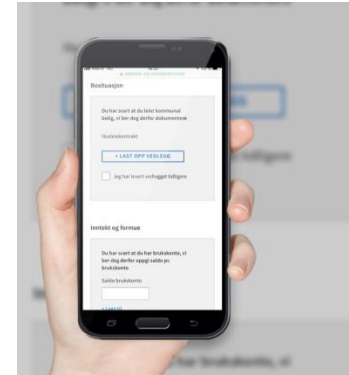 Bosituasjon
Du har svart at du leier kommunal
bolig, vi ber deg derfor dokumentere
Husleiekontrakt
+ LAST OPP VEDLEGG
Jeg har levert vedlegget tidligere
Inntekt og formue
Du har svart at du har brukskonto, vi
ber deg derfor oppgi saldo pr.
brukskonto
Saldo brukskonto